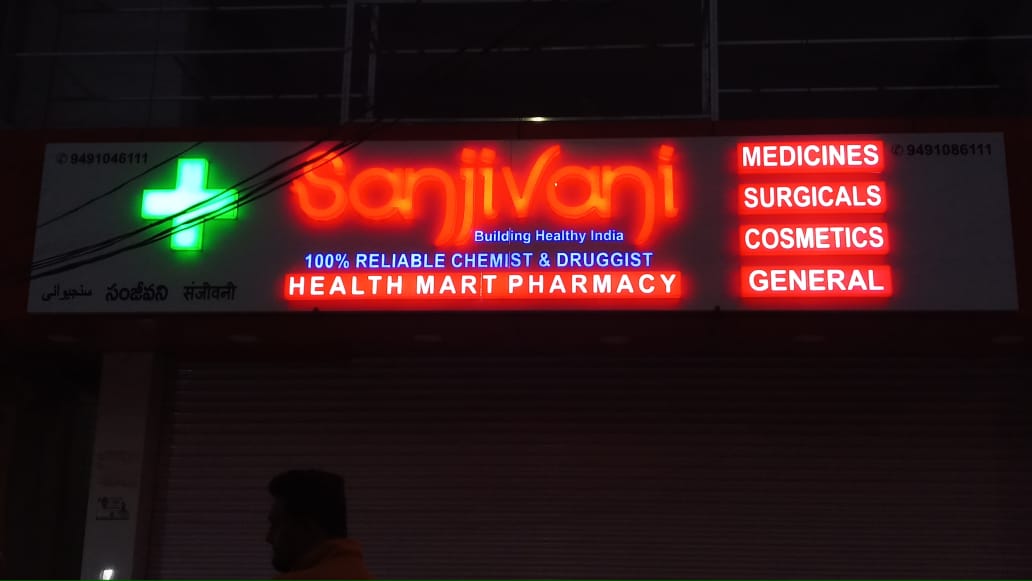 9491046111
Sanjivani
Building Healthy India
100% RELIABLE CHEMIST & DRUGGIST
HEALTH MART PHARMACY
سنجیوانی సంజీవని संजीवनी
MEDICINES
SURGICALS
COSMETICS
GENERAL
9491086111